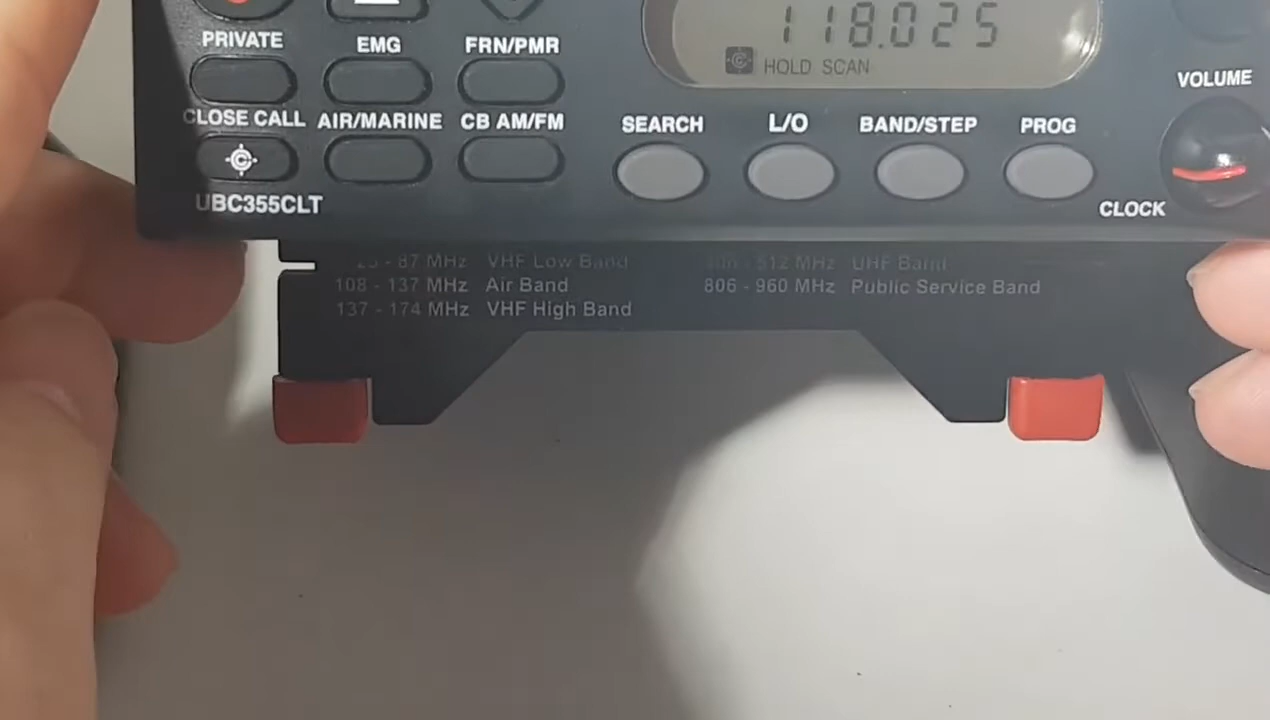 118.025
PRIVATE EMG FRN/PMR
HOLD SCAN
VOLUME
CLOSE CALL AIR/MARINE CB AM/FM
SEARCH L/O BAND/STEP PROG
C
UBC355CLT
CLOCK
- 87 MHz VHF Low Band
- 512 MHz UHF Band
108 - 137 MHz Air Band
806 - 960 MHz Public Service Band
137 - 174 MHz VHF High Band